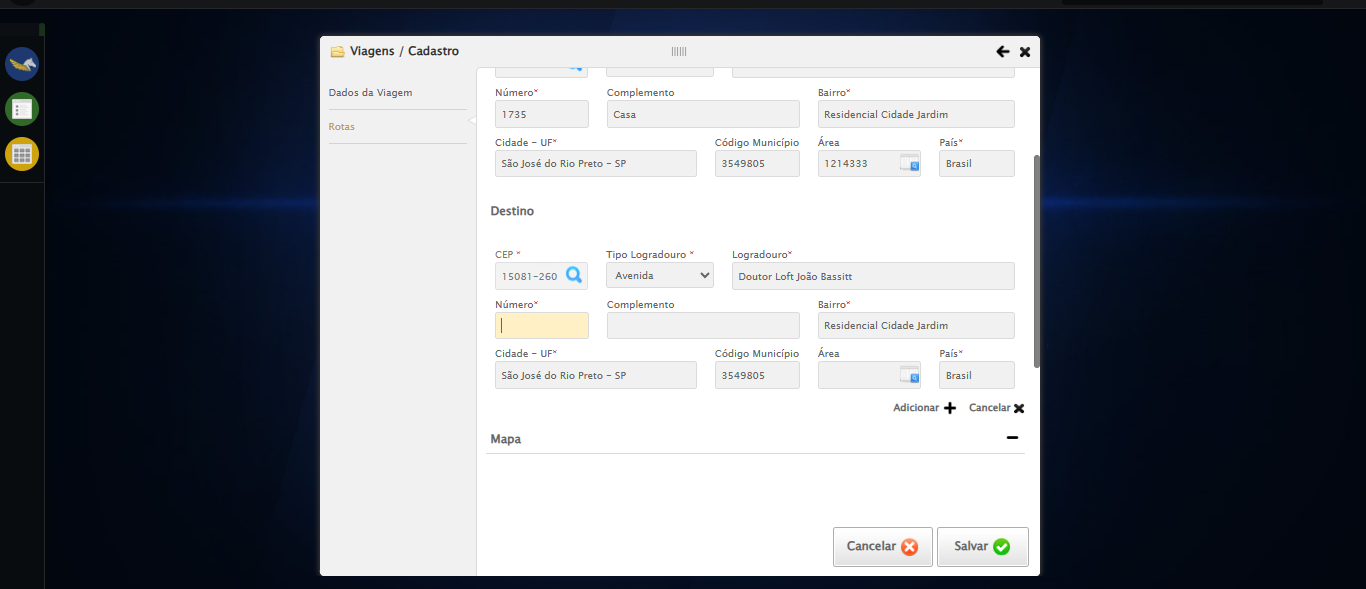 Viagens / Cadastro
Dados da Viagem
Rotas
Número* Complemento Bairro*
1735 Casa Residencial Cidade Jardim
Cidade - UF* Código Município Área País*
São José do Rio Preto - SP 3549805 1214333 Brasil
Destino
CEP * Tipo Logradouro * Logradouro*
15081-260 Avenida Doutor Loft João Bassitt
Número* Complemento Bairro*
Residencial Cidade Jardim
Cidade - UF* Código Município Área País*
São José do Rio Preto - SP 3549805 Brasil
Adicionar Cancelar
Mapa
Cancelar Salvar